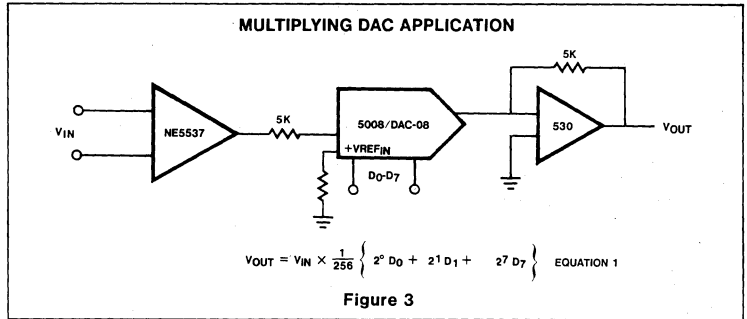 MULTIPLYING DAC APPLICATION
5K
VIN
NE5537
5K
5008/DAC-08
+VREFIN
D0-D7
530
VOUT
VOUT = VIN × 1/256 { 2° D0 + 2¹ D1 + 2⁷ D7 } EQUATION 1
Figure 3